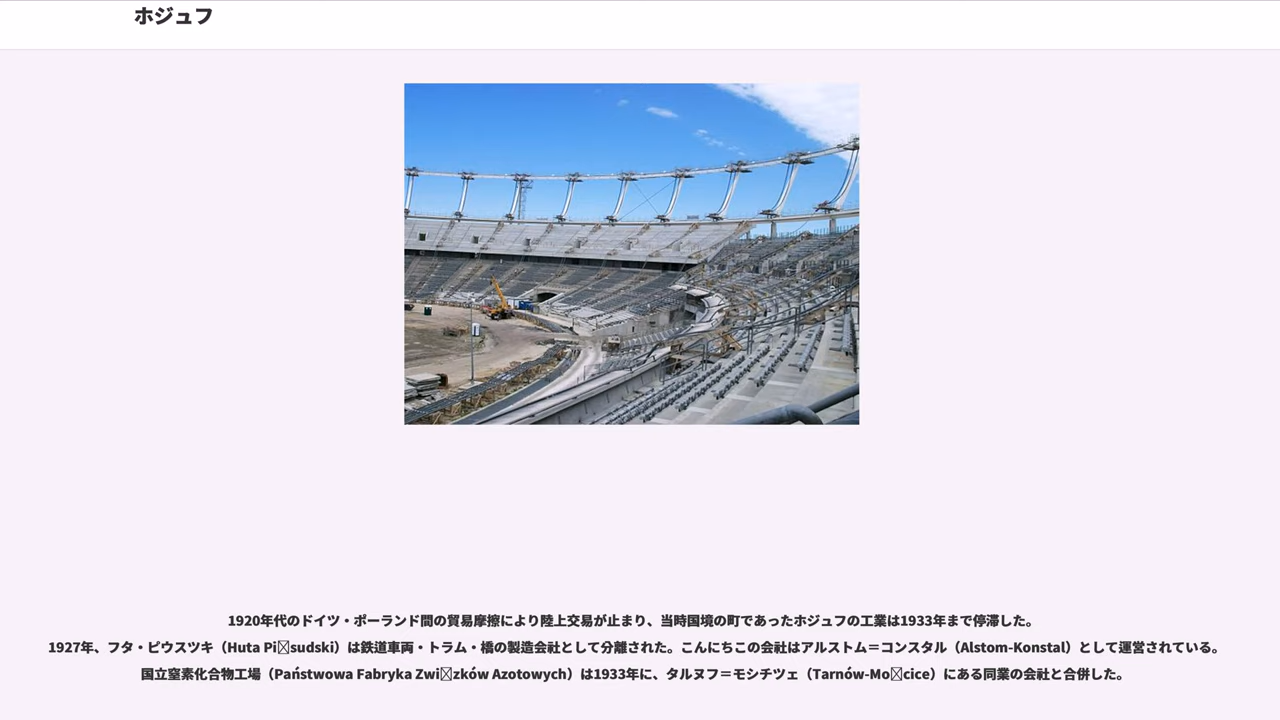 ホジュフ
1920年代のドイツ・ポーランド間の貿易摩擦により陸上交易が止まり、当時国境の町であったホジュフの工業は1933年まで停滞した。
1927年、フタ・ピウスツキ（Huta Pi☒sudski）は鉄道車両・トラム・橋の製造会社として分離された。こんにちこの会社はアルストム＝コンスタル（Alstom-Konstal）として運営されている。
国立窒素化合物工場（Państwowa Fabryka Zwi☒zków Azotowych）は1933年に、タルヌフ＝モシチツェ（Tarnów-Mo☒cice）にある同業の会社と合併した。